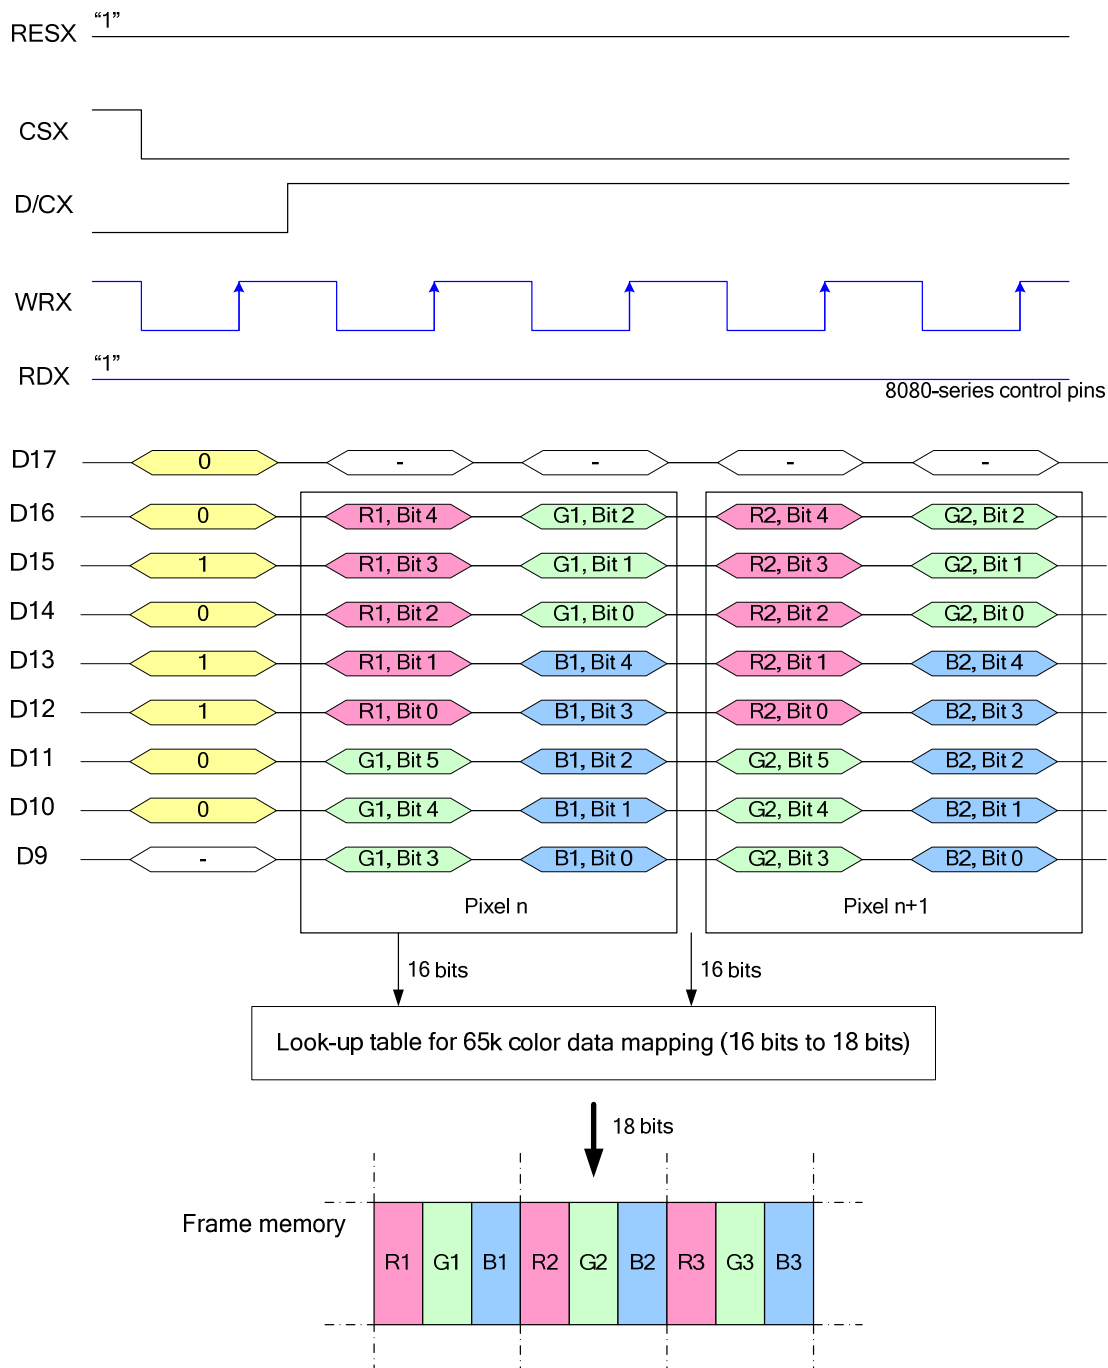 RESX “1”
CSX
D/CX
WRX
RDX “1”
8080-series control pins
D17 0 - - - -
D16 0 R1, Bit 4 G1, Bit 2 R2, Bit 4 G2, Bit 2
D15 1 R1, Bit 3 G1, Bit 1 R2, Bit 3 G2, Bit 1
D14 0 R1, Bit 2 G1, Bit 0 R2, Bit 2 G2, Bit 0
D13 1 R1, Bit 1 B1, Bit 4 R2, Bit 1 B2, Bit 4
D12 1 R1, Bit 0 B1, Bit 3 R2, Bit 0 B2, Bit 3
D11 0 G1, Bit 5 B1, Bit 2 G2, Bit 5 B2, Bit 2
D10 0 G1, Bit 4 B1, Bit 1 G2, Bit 4 B2, Bit 1
D9 - G1, Bit 3 B1, Bit 0 G2, Bit 3 B2, Bit 0
Pixel n Pixel n+1
16 bits 16 bits
Look-up table for 65k color data mapping (16 bits to 18 bits)
18 bits
Frame memory
R1 G1 B1 R2 G2 B2 R3 G3 B3